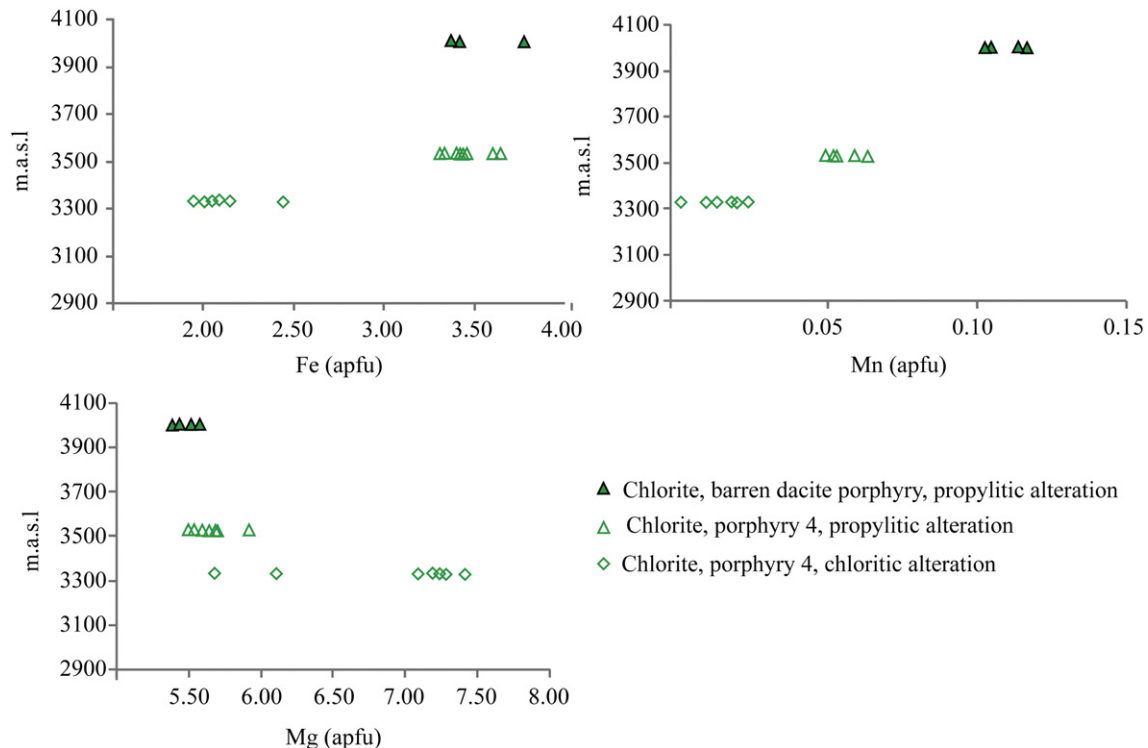 4100
3900
3700
3500
3300
3100
2900
m.a.s.l
2.00 2.50 3.00 3.50 4.00
Fe (apfu)
4100
3900
3700
3500
3300
3100
2900
m.a.s.l
0.05 0.10 0.15
Mn (apfu)
4100
3900
3700
3500
3300
3100
2900
m.a.s.l
5.50 6.00 6.50 7.00 7.50 8.00
Mg (apfu)
Chlorite, barren dacite porphyry, propylitic alteration
Chlorite, porphyry 4, propylitic alteration
Chlorite, porphyry 4, chloritic alteration